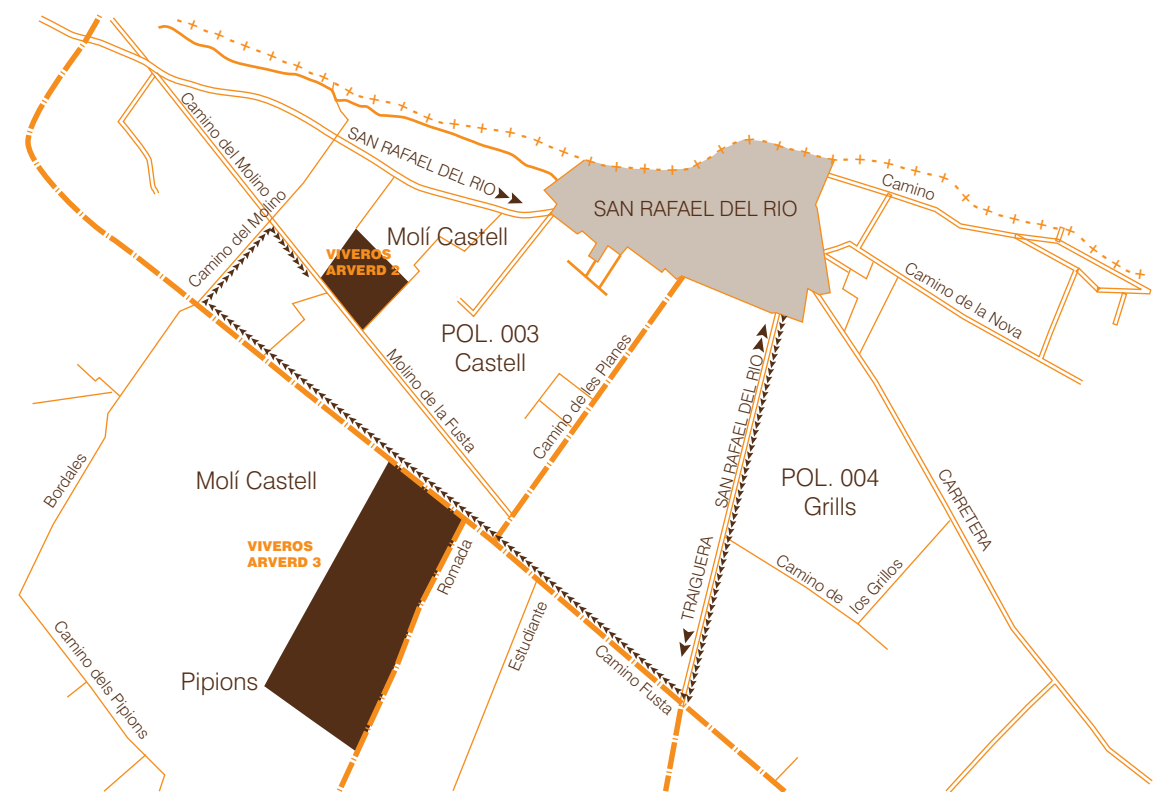 Camino del Molino
SAN RAFAEL DEL RIO
Camino
SAN RAFAEL DEL RIO
Camino del Molino
Molí Castell
VIVEROS
ARVERD 2
Camino de la Nova
POL. 003
Castell
Camino de les Planes
Molino de la Fusta
SAN RAFAEL DEL RIO
Bordales
Molí Castell
POL. 004
Grills
CARRETERA
VIVEROS
ARVERD 3
Romada
TRAIGUERA
Camino de
los Grillos
Estudiante
Camino Fusta
Camino dels Pipions
Pipions